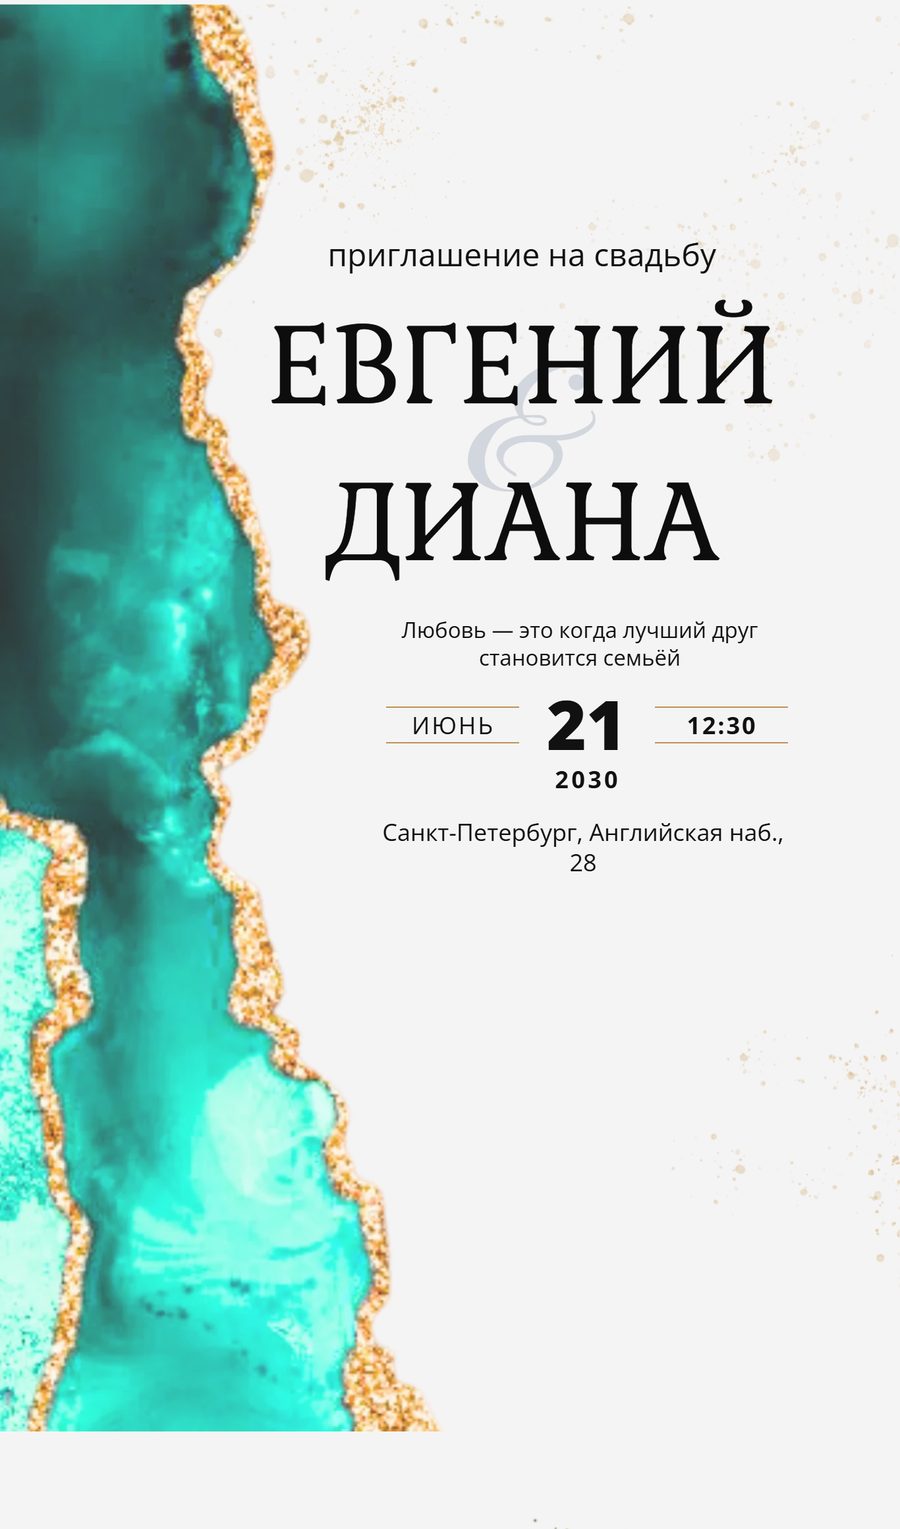 приглашение на свадьбу
ЕВГЕНИЙ
&
ДИАНА
Любовь — это когда лучший друг
становится семьёй
ИЮНЬ 21 12:30
2030
Санкт-Петербург, Английская наб.,
28